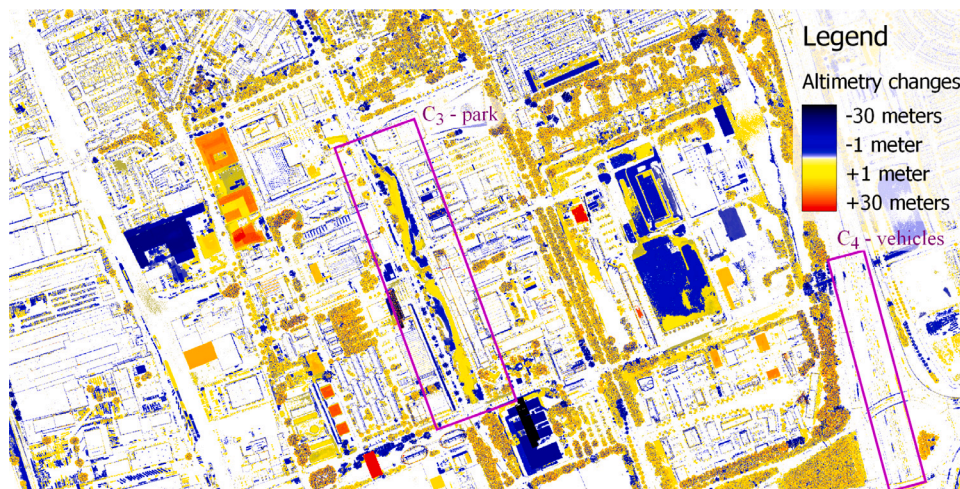 Legend
Altimetry changes
-30 meters
-1 meter
+1 meter
+30 meters
C₃ - park
C₄ - vehicles